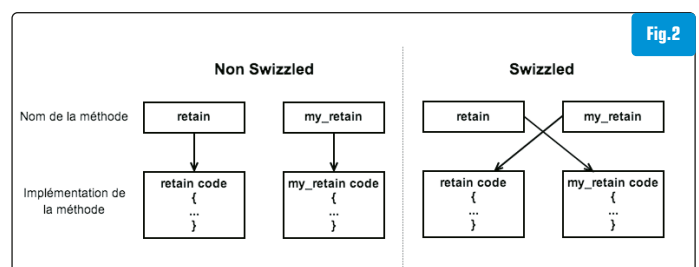 Fig.2
Non Swizzled
Swizzled
Nom de la méthode
retain
my_retain
retain
my_retain
Implémentation de
la méthode
retain code
{
...
}
my_retain code
{
...
}
retain code
{
...
}
my_retain code
{
...
}